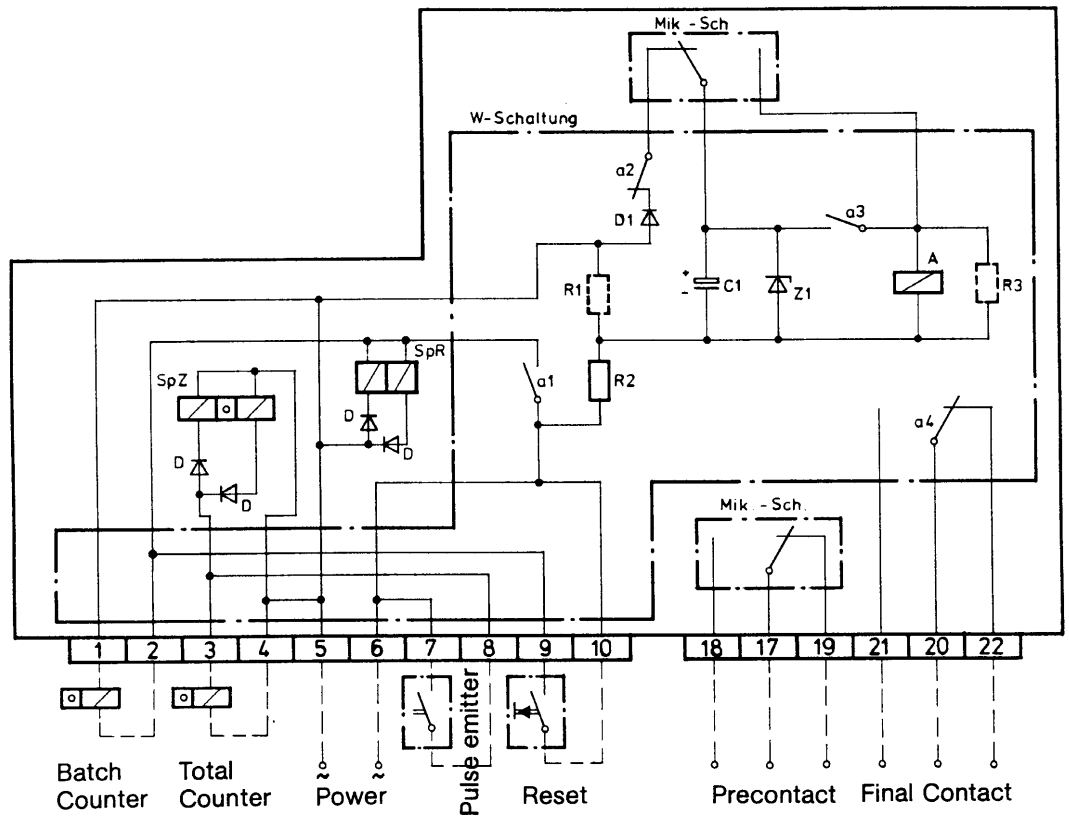 Mik.-Sch
W-Schaltung
a2
D1
a3
A
R1
+
-
C1
Z1
R3
SpR
SpZ
a1
R2
D
D
D
D
a4
Mik.-Sch.
1 2 3 4 5 6 7 8 9 10 18 17 19 21 20 22
~ ~
Batch Counter
Total Counter
Power
Pulse emitter
Reset
Precontact
Final Contact